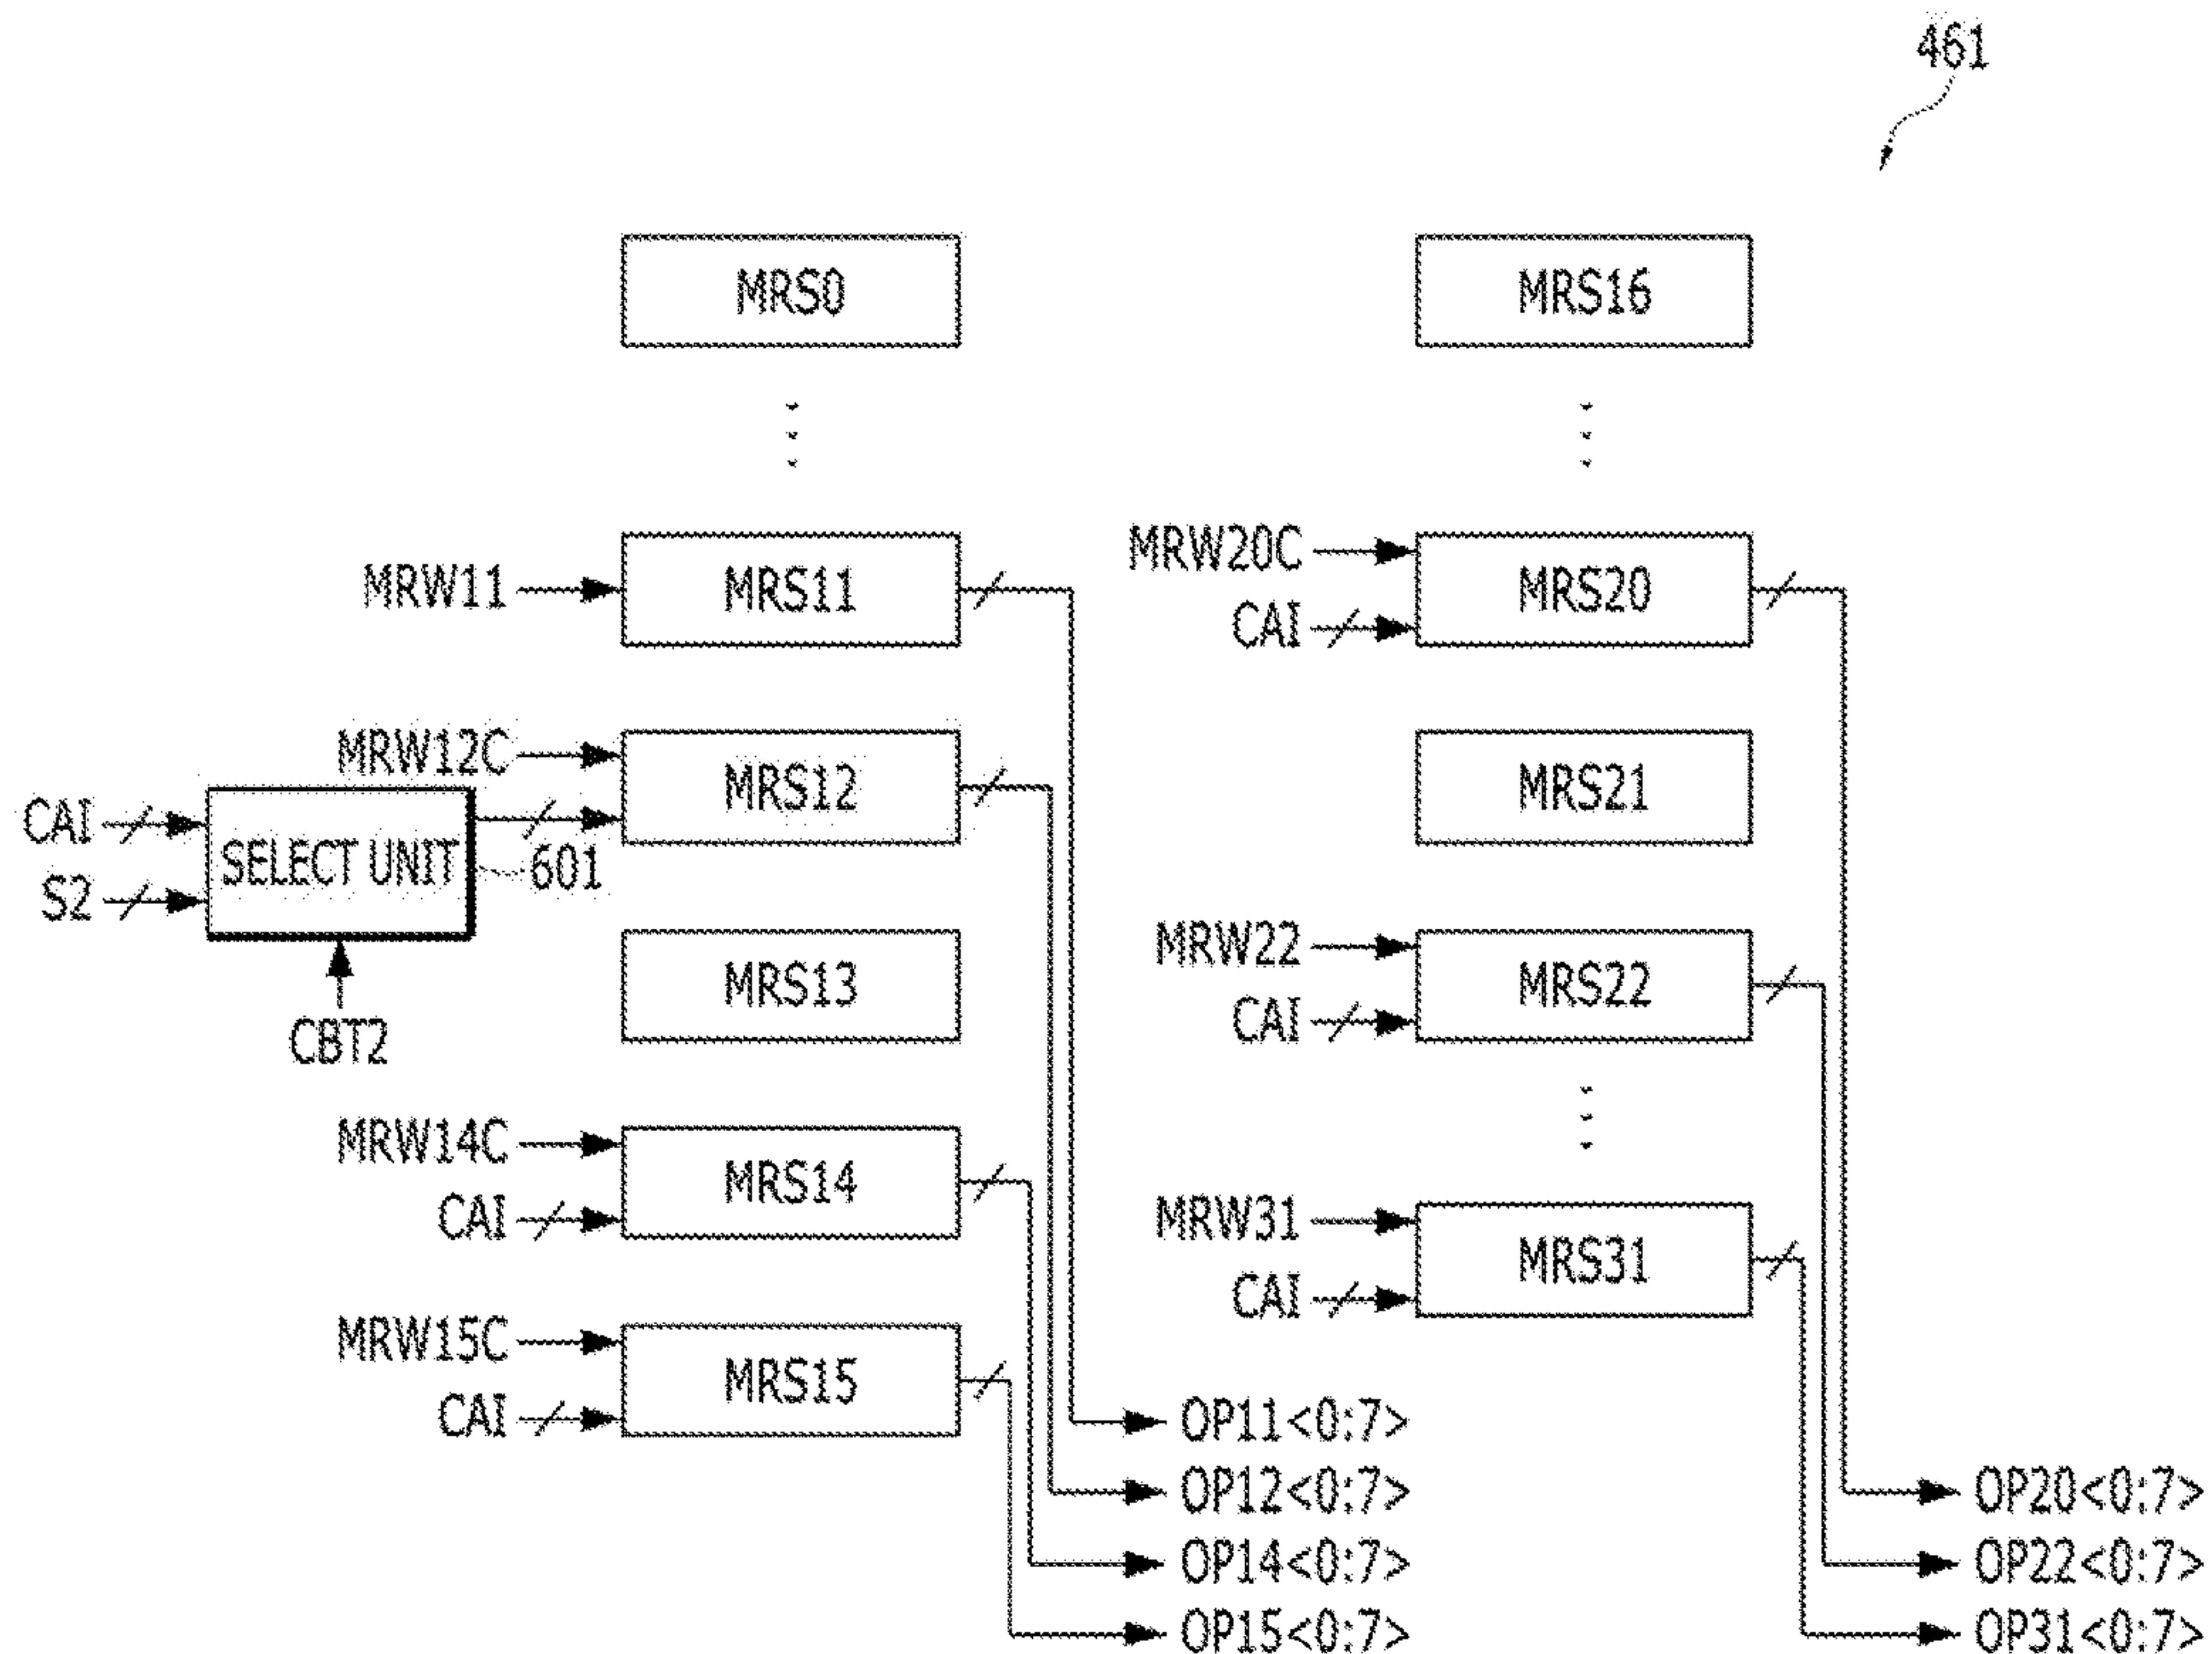 461
MRS0
MRS16
MRW11
MRS11
MRW20C
CAI
MRS20
MRW12C
MRS12
MRS21
CAI
S2
SELECT UNIT
601
CBT2
MRS13
MRW22
CAI
MRS22
MRW14C
CAI
MRS14
MRW31
CAI
MRS31
MRW15C
CAI
MRS15
OP11<0:7>
OP12<0:7>
OP14<0:7>
OP15<0:7>
OP20<0:7>
OP22<0:7>
OP31<0:7>